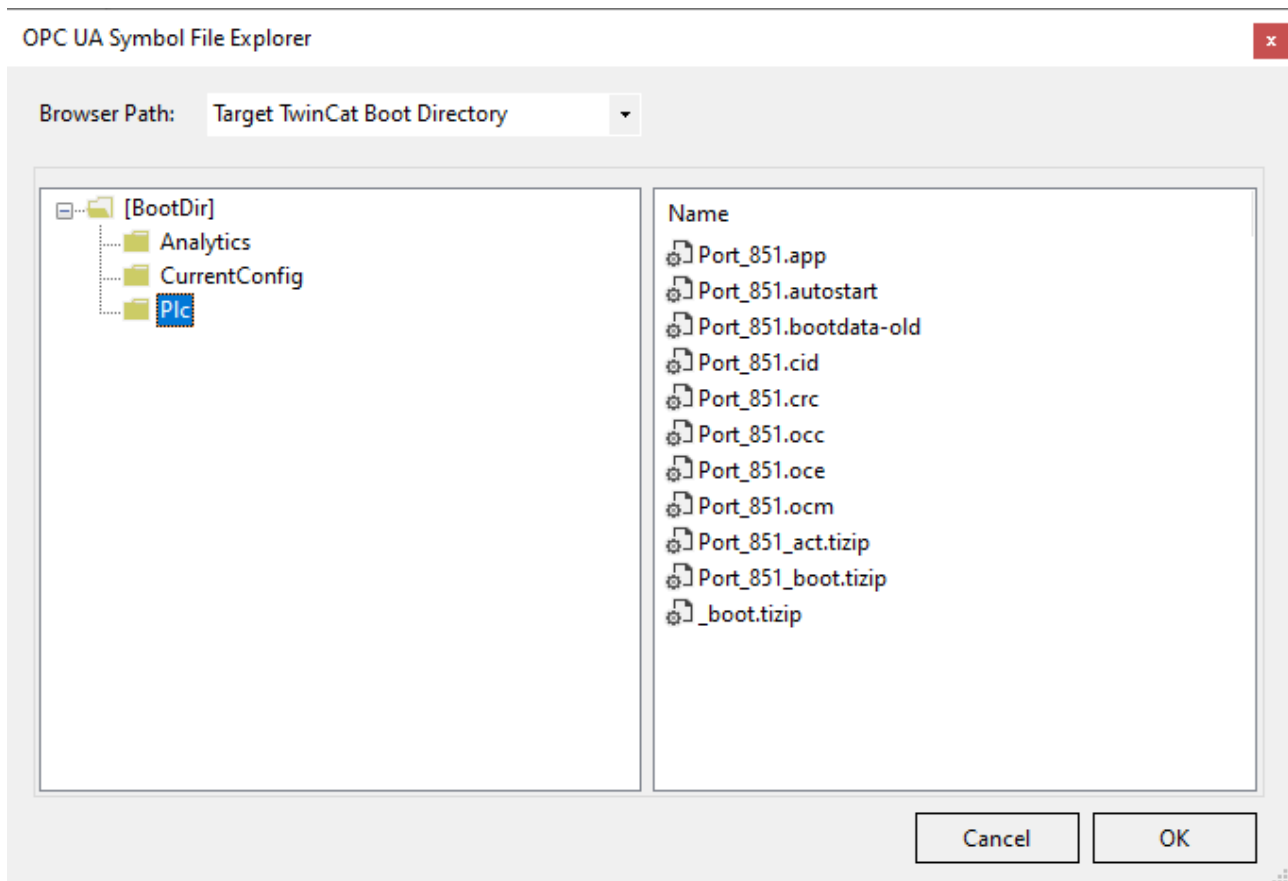 OPC UA Symbol File Explorer
x
Browser Path: Target TwinCat Boot Directory
[BootDir]
Analytics
CurrentConfig
Plc
Name
Port_851.app
Port_851.autostart
Port_851.bootdata-old
Port_851.cid
Port_851.crc
Port_851.occ
Port_851.oce
Port_851.ocm
Port_851_act.tizip
Port_851_boot.tizip
_boot.tizip
Cancel OK